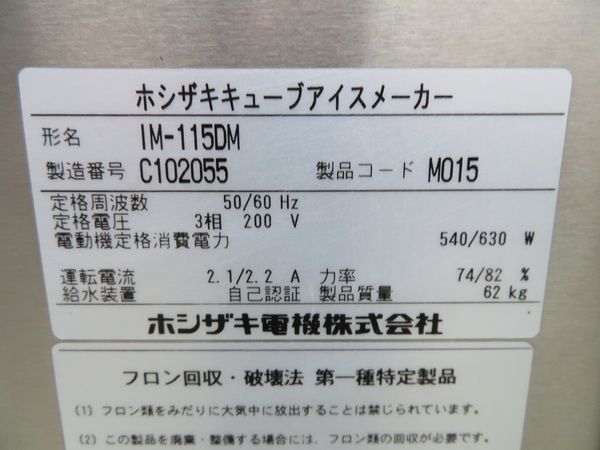 ホシザキキューブアイスメーカー
形名 IM-115DM
製造番号 C102055 製品コード M015
定格周波数 50/60 Hz
定格電圧 3相 200 V
電動機定格消費電力 540/630 W
運転電流 2.1/2.2 A 力率 74/82 %
給水装置 自己認証 製品質量 62 kg
ホシザキ電機株式会社
フロン回収・破壊法 第一種特定製品
(1) フロン類をみだりに大気中に放出することは禁じられています。
(2) この製品を廃棄・整備する場合には、フロン類の回収が必要です。